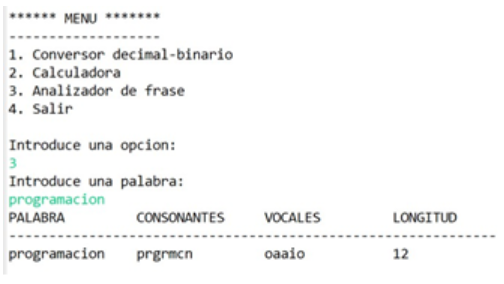 ****** MENU *******
-------------------
1. Conversor decimal-binario
2. Calculadora
3. Analizador de frase
4. Salir
Introduce una opcion:
3
Introduce una palabra:
programacion
PALABRA CONSONANTES VOCALES LONGITUD
-------------------------------------------------------------
programacion prgrmcn oaaio 12